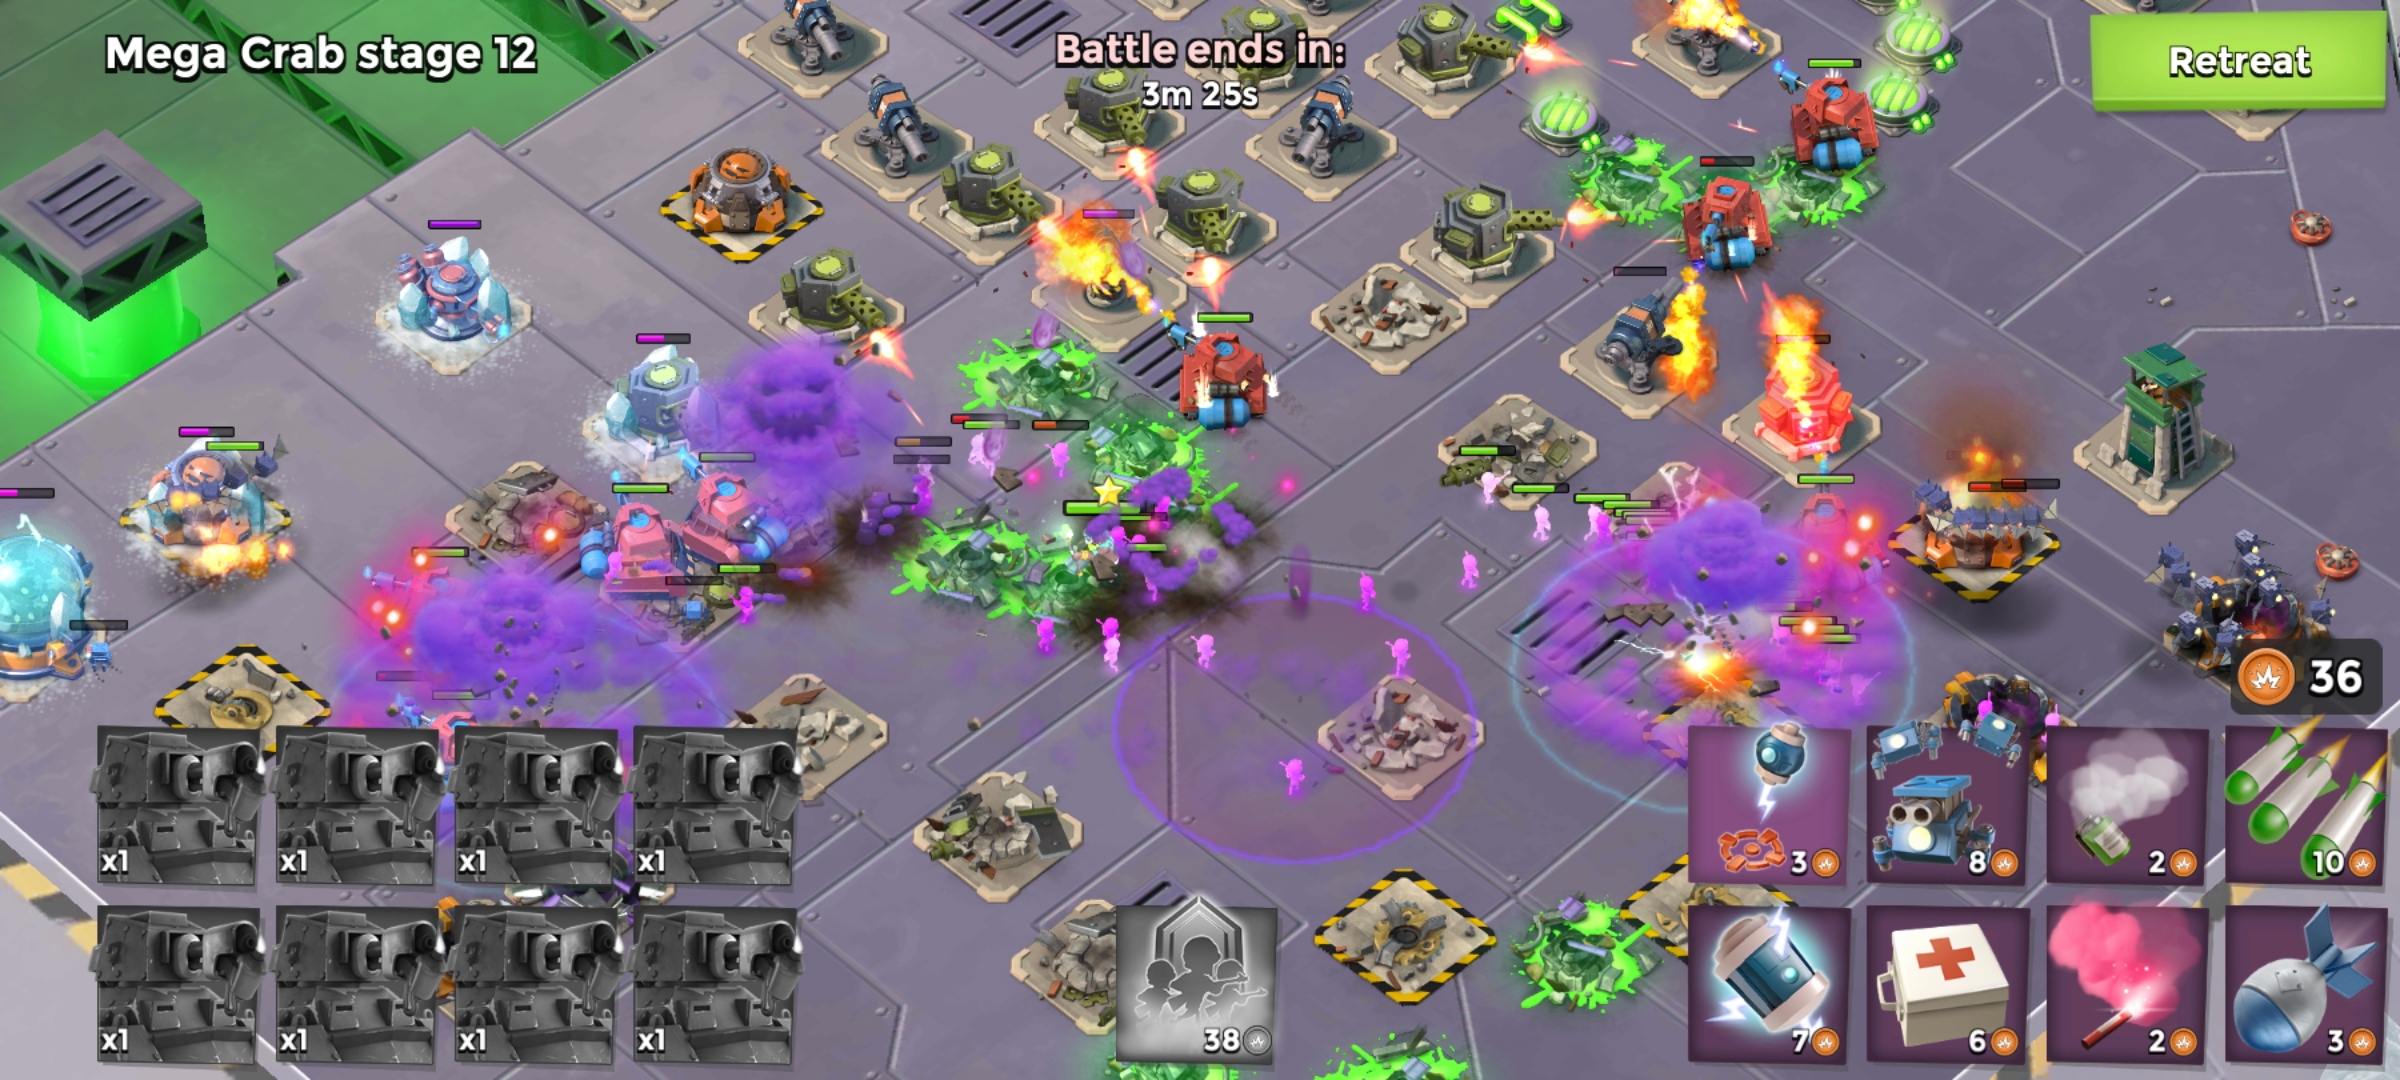 Mega Crab stage 12
Battle ends in:
3m 25s
Retreat
36
x1 x1 x1 x1
3 8 2 10
x1 x1 x1 x1
38
7 6 2 3